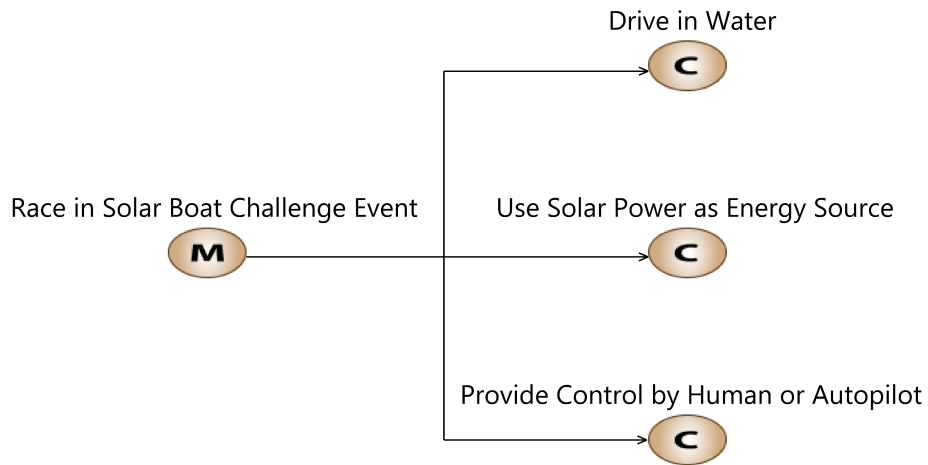 Drive in Water
C
Race in Solar Boat Challenge Event
M
Use Solar Power as Energy Source
C
Provide Control by Human or Autopilot
C